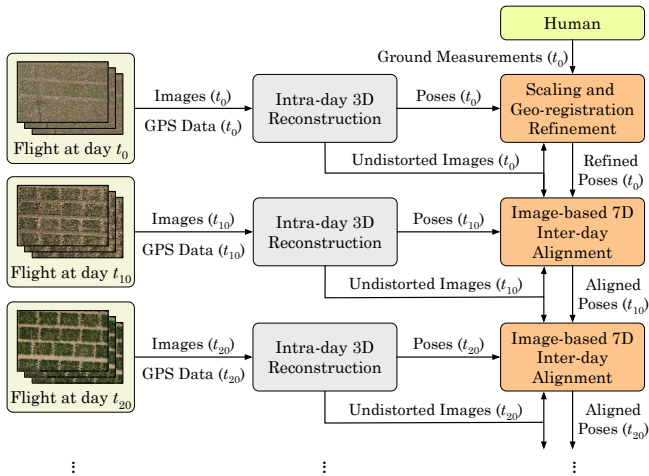 Human
Ground Measurements (t0)
Images (t0)
GPS Data (t0)
Intra-day 3D
Reconstruction
Poses (t0)
Scaling and
Geo-registration
Refinement
Flight at day t0
Undistorted Images (t0)
Refined
Poses (t0)
Images (t10)
GPS Data (t10)
Intra-day 3D
Reconstruction
Poses (t10)
Image-based 7D
Inter-day
Alignment
Flight at day t10
Undistorted Images (t10)
Aligned
Poses (t10)
Images (t20)
GPS Data (t20)
Intra-day 3D
Reconstruction
Poses (t20)
Image-based 7D
Inter-day
Alignment
Flight at day t20
Undistorted Images (t20)
Aligned
Poses (t20)
⋮ ⋮ ⋮